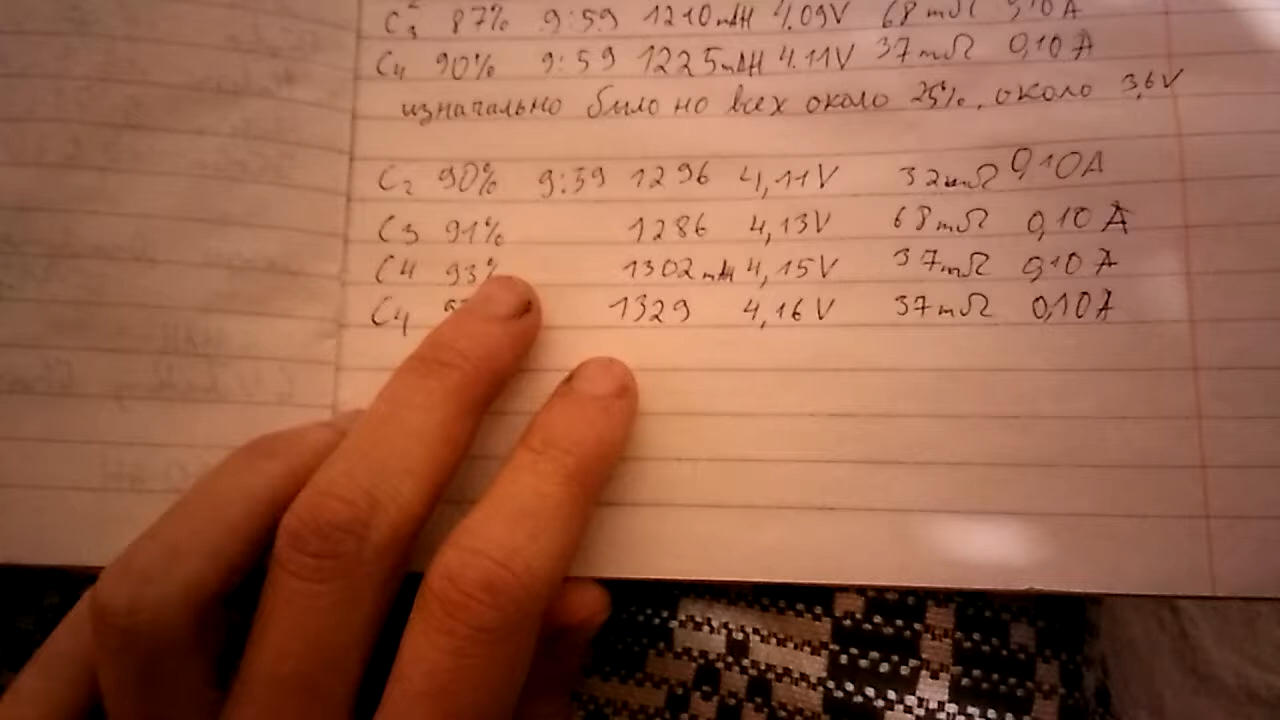 C3 87% 9:59 1210mAH 4.09V 68mΩ 0,10A
C4 90% 9:59 1225mAH 4.11V 37mΩ 0,10A
изначально было но всех около 25%, около 3,6V
C2 90% 9:59 1296 4,11V 32mΩ 0,10A
C3 91% 1286 4,13V 68mΩ 0,10A
C4 93% 1302mAH 4,15V 37mΩ 0,10A
C4 1329 4,16V 37mΩ 0,10A